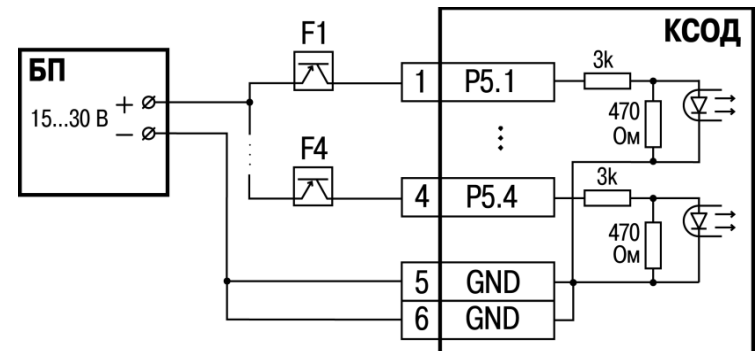 КСОД
F1
БП
3k
1 P5.1
15...30 В
+
470
Ом
−
F4
3k
4 P5.4
470
Ом
5 GND
6 GND